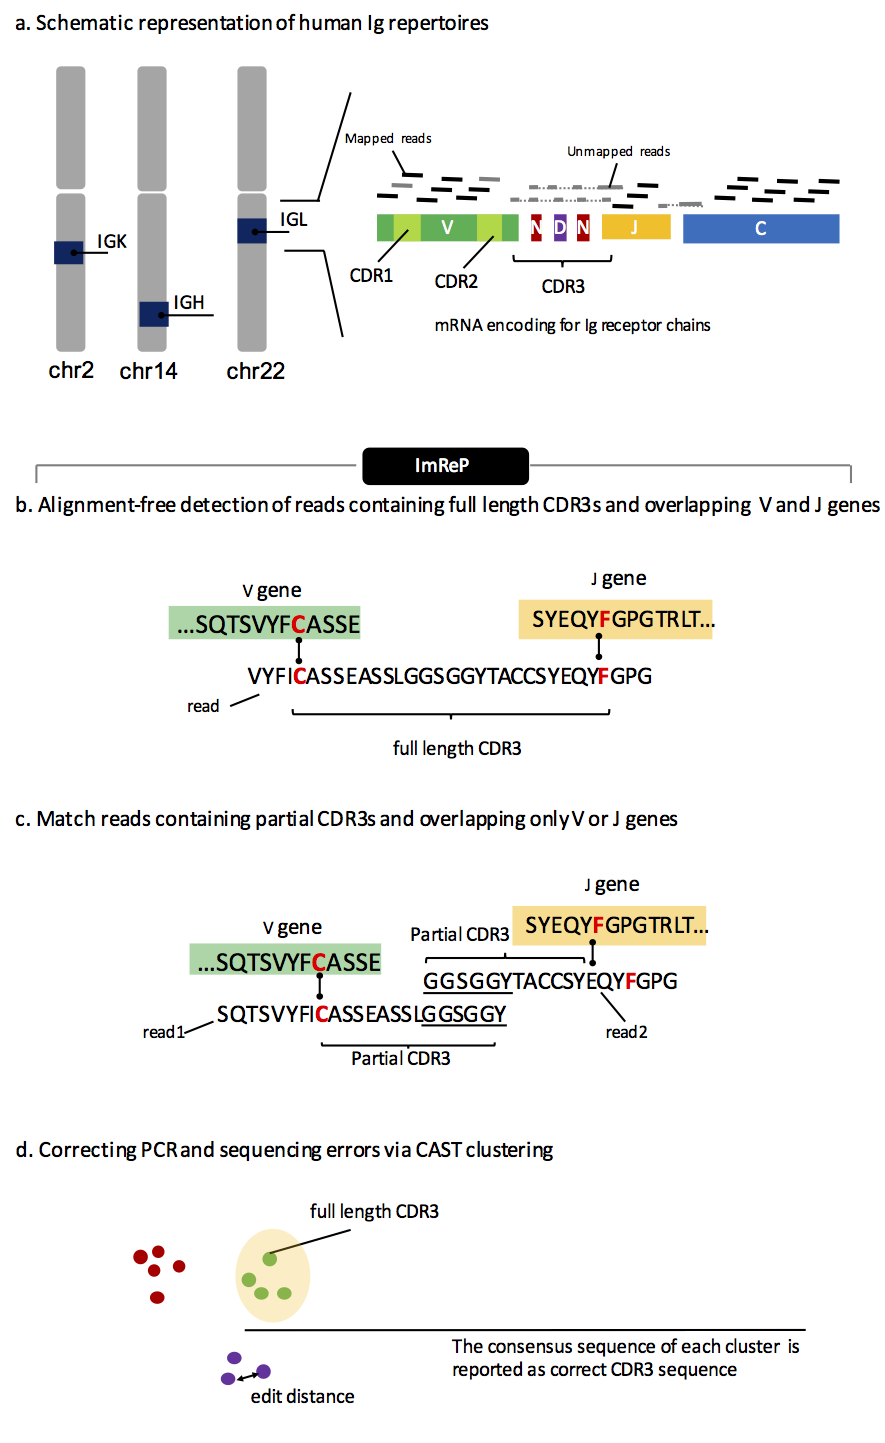 a. Schematic representation of human Ig repertoires
Mapped reads
Unmapped reads
IGL
IGK
IGH
V
N
D
N
J
C
CDR1
CDR2
CDR3
mRNA encoding for Ig receptor chains
chr2
chr14
chr22
ImReP
b. Alignment-free detection of reads containing full length CDR3s and overlapping V and J genes
V gene
J gene
...SQTSVYFCASSE
SYEQYFGPGTRLT...
VYFICASSEASSLGGSGGYTACCSYEQYFGPG
read
full length CDR3
c. Match reads containing partial CDR3s and overlapping only V or J genes
J gene
V gene
Partial CDR3
SYEQYFGPGTRLT...
...SQTSVYFCASSE
GGSGGYTACCSYEQYFGPG
SQTSVYFICASSEASSLGGSGGY
read1
read2
Partial CDR3
d. Correcting PCR and sequencing errors via CAST clustering
full length CDR3
The consensus sequence of each cluster is
reported as correct CDR3 sequence
edit distance